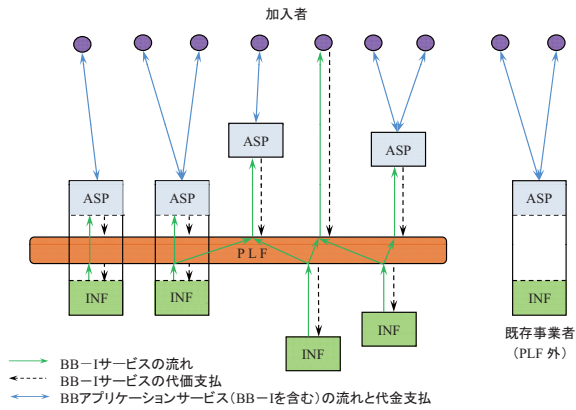 加入者
ASP
ASP
ASP
ASP
ASP
PLF
INF
INF
INF
INF
INF
既存事業者
(PLF 外)
BB－Iサービスの流れ
BB－Iサービスの代価支払
BBアプリケーションサービス(BB－Iを含む)の流れと代金支払